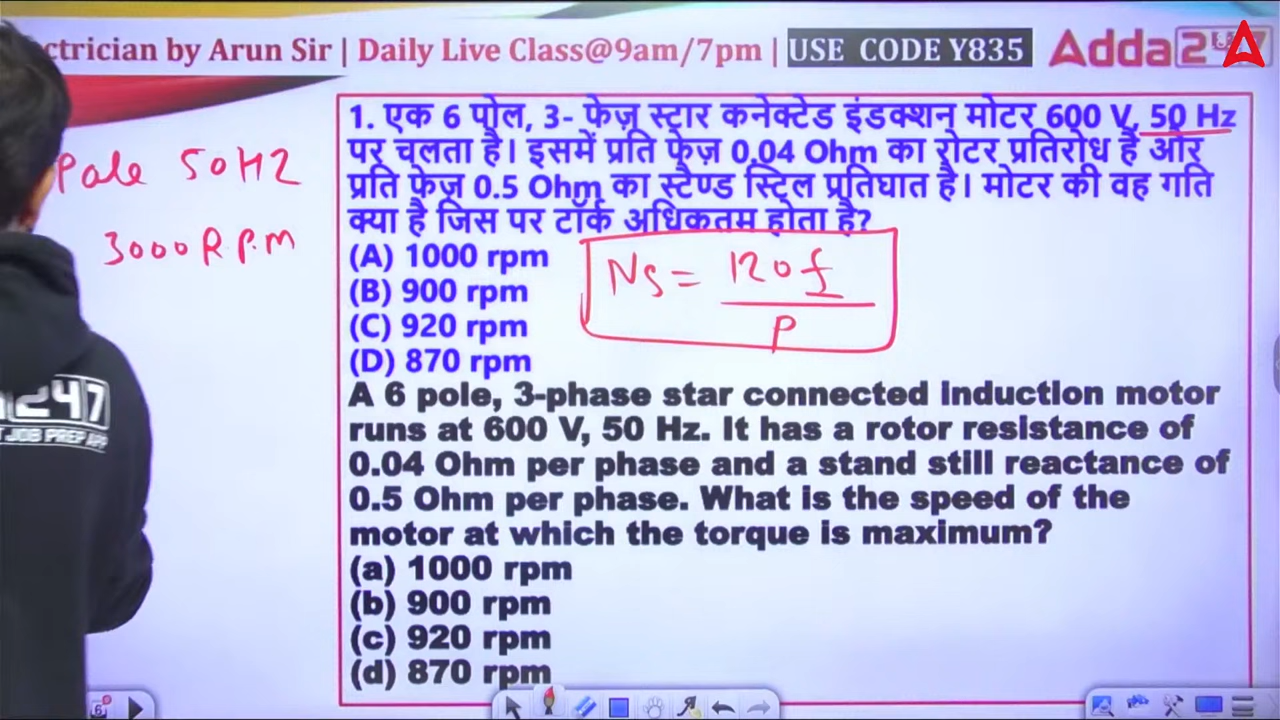 ctrician by Arun Sir | Daily Live Class@9am/7pm | USE CODE Y835 Adda247
1. एक 6 पोल, 3- फेज़ स्टार कनेक्टेड इंडक्शन मोटर 600 V, 50 Hz
पर चलता है। इसमें प्रति फेज़ 0.04 Ohm का रोटर प्रतिरोध है और
प्रति फेज़ 0.5 Ohm का स्टैण्ड स्टिल प्रतिघात है। मोटर की वह गति
क्या है जिस पर टॉर्क अधिकतम होता है?
(A) 1000 rpm
(B) 900 rpm
(C) 920 rpm
(D) 870 rpm
Pole 50HZ
3000 R.P.M
Ns = 120f
P
A 6 pole, 3-phase star connected induction motor
runs at 600 V, 50 Hz. It has a rotor resistance of
0.04 Ohm per phase and a stand still reactance of
0.5 Ohm per phase. What is the speed of the
motor at which the torque is maximum?
(a) 1000 rpm
(b) 900 rpm
(c) 920 rpm
(d) 870 rpm
247
JOB PREP APP